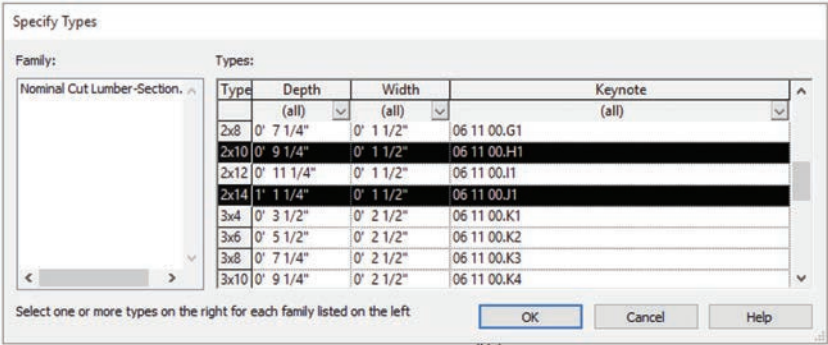 Specify Types
Family: Types:
Nominal Cut Lumber-Section. Type Depth Width Keynote
(all) (all) (all)
2x8 0' 7 1/4" 0' 1 1/2" 06 11 00.G1
2x10 0' 9 1/4" 0' 1 1/2" 06 11 00.H1
2x12 0' 11 1/4" 0' 1 1/2" 06 11 00.I1
2x14 1' 1 1/4" 0' 1 1/2" 06 11 00.J1
3x4 0' 3 1/2" 0' 2 1/2" 06 11 00.K1
3x6 0' 5 1/2" 0' 2 1/2" 06 11 00.K2
3x8 0' 7 1/4" 0' 2 1/2" 06 11 00.K3
3x10 0' 9 1/4" 0' 2 1/2" 06 11 00.K4
Select one or more types on the right for each family listed on the left OK Cancel Help